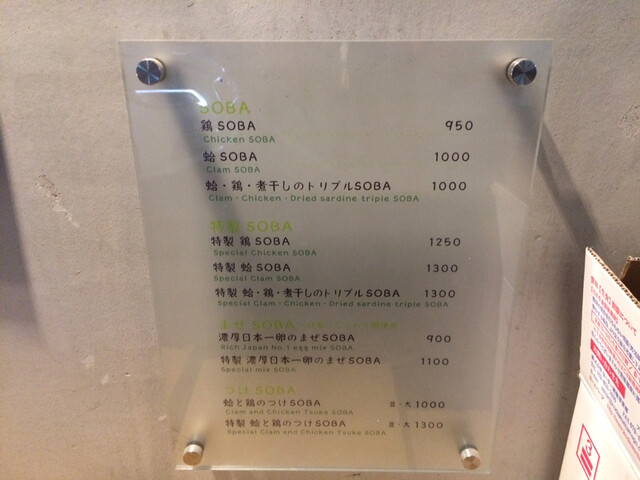 SOBA
鶏 SOBA 950
Chicken SOBA
蛤 SOBA 1000
Clam SOBA
蛤・鶏・煮干しのトリプルSOBA 1000
Clam・Chicken・Dried sardine triple SOBA
特製 SOBA
特製 鶏 SOBA 1250
Special Chicken SOBA
特製 蛤 SOBA 1300
Special Clam SOBA
特製 蛤・鶏・煮干しのトリプルSOBA 1300
Special Clam・Chicken・Dried sardine triple SOBA
まぜ SOBA
濃厚日本一卵のまぜSOBA 900
Rich Japan No.1 egg mix SOBA
特製 濃厚日本一卵のまぜSOBA 1100
Special mix SOBA
つけ SOBA
蛤と鶏のつけSOBA 並・大 1000
Clam and Chicken Tsuke SOBA
特製 蛤と鶏のつけSOBA 並・大 1300
Special Clam and Chicken Tsuke SOBA